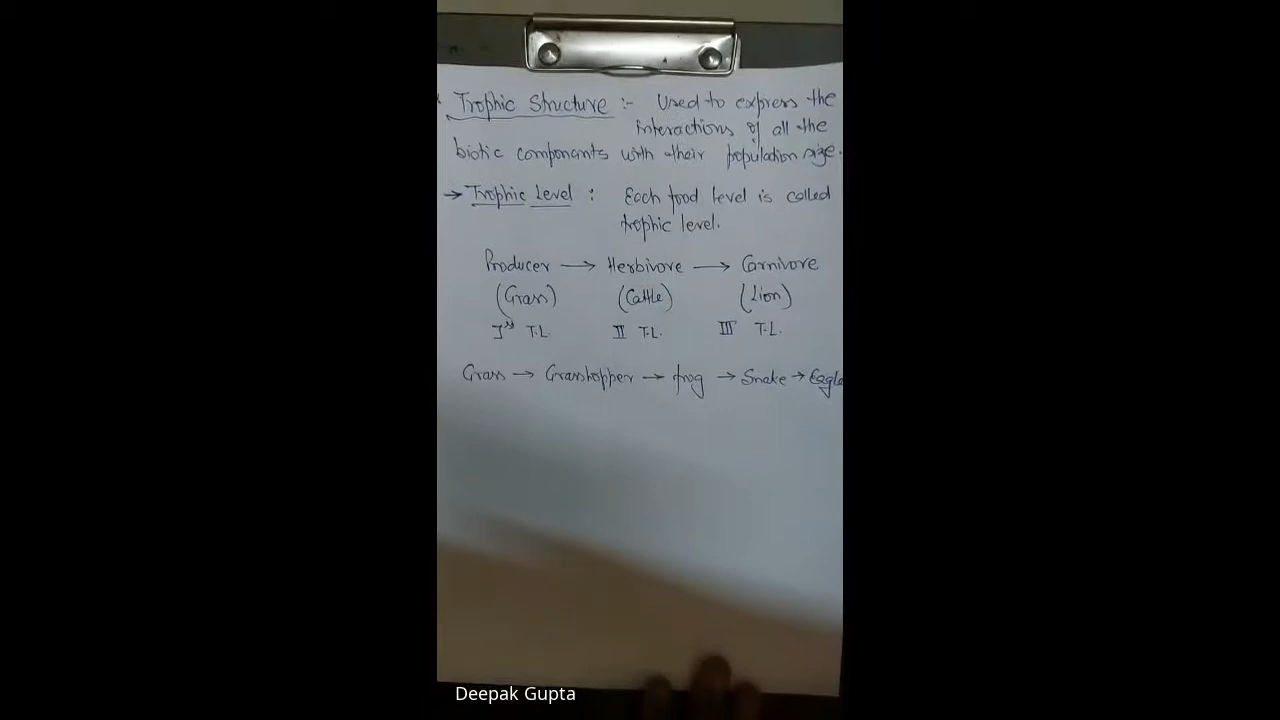 Trophic Structure :- Used to express the
interactions of all the
biotic componants with their population size.
→ Trophic Level : Each food level is called
trophic level.
Producer → Herbivore → Carnivore
(Grass) (Cattle) (Lion)
Ist T.L. II T.L. III T.L.
Grass → Grasshopper → frog → Snake → Eagle
Deepak Gupta